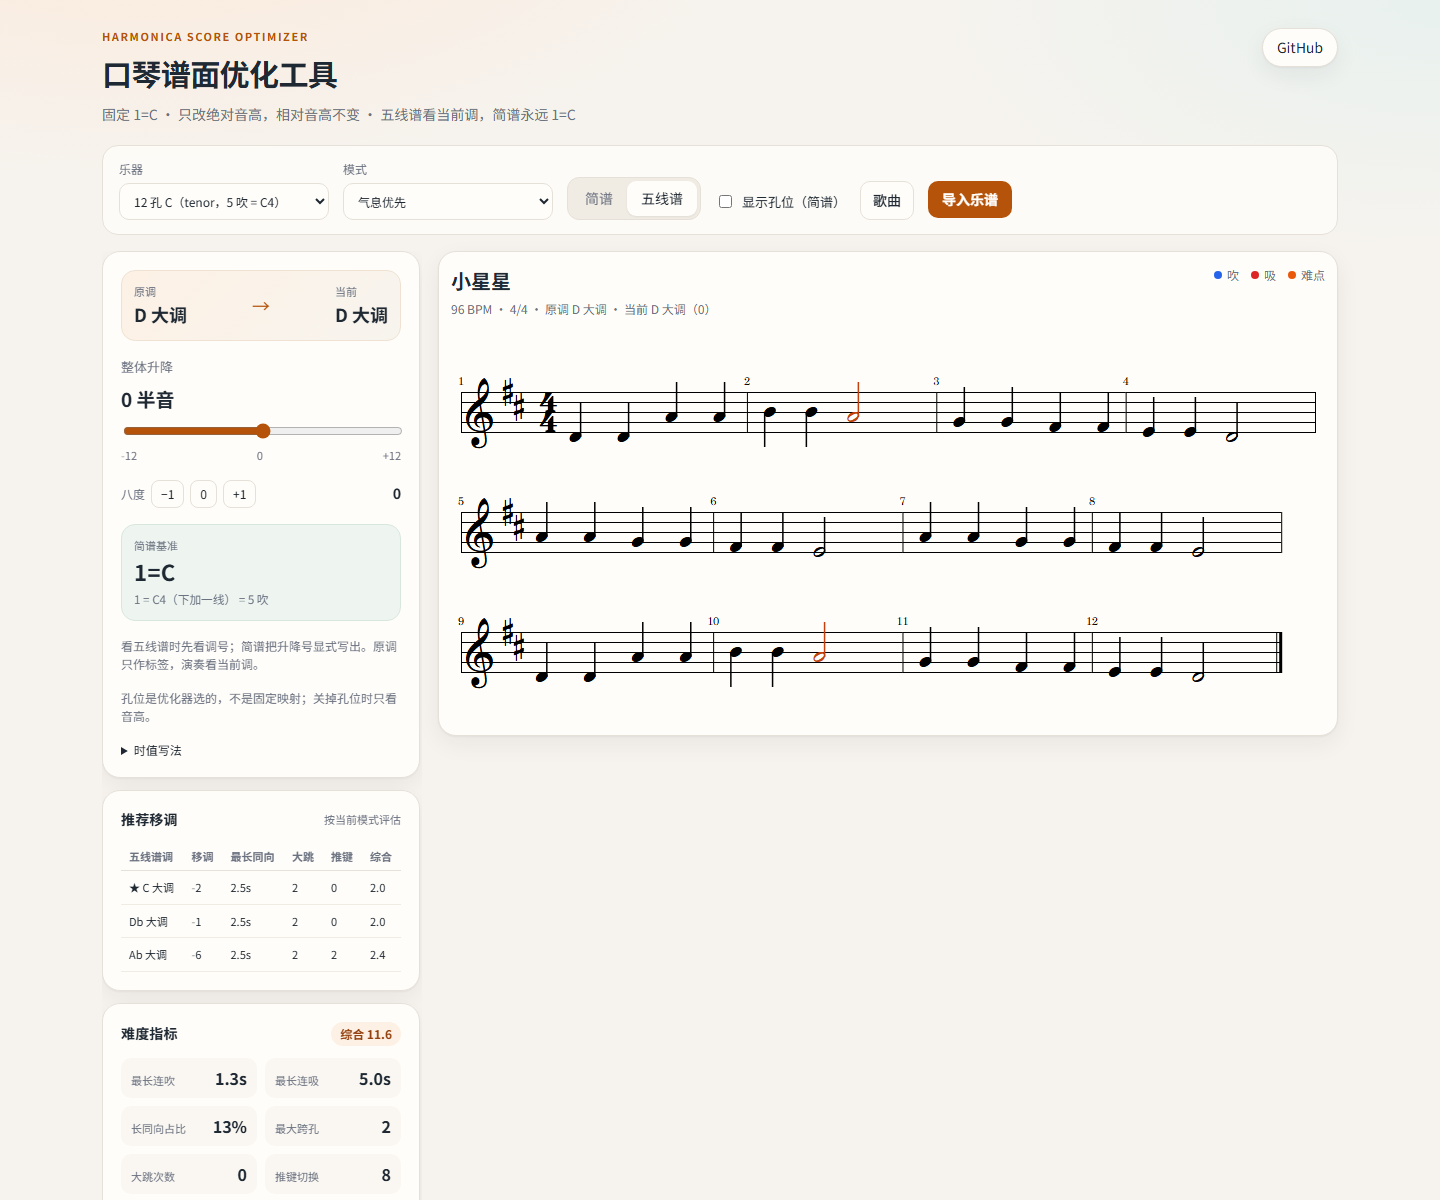 HARMONICA SCORE OPTIMIZER
口琴谱面优化工具
固定 1=C • 只改绝对音高，相对音高不变 • 五线谱看当前调，简谱永远 1=C
GitHub
乐器
12 孔 C（tenor，5 吹 = C4）
模式
气息优先
简谱
五线谱
显示孔位（简谱）
歌曲
导入乐谱
原调
D 大调
→
当前
D 大调
整体升降
0 半音
-12
0
+12
八度
−1
0
+1
0
简谱基准
1=C
1 = C4（下加一线） = 5 吹
看五线谱时先看调号；简谱把升降号显式写出。原调
只作标签，演奏看当前调。
孔位是优化器选的，不是固定映射；关掉孔位时只看
音高。
时值写法
推荐移调
按当前模式评估
五线谱调 移调 最长同向 大跳 推键 综合
★ C 大调 -2 2.5s 2 0 2.0
Db 大调 -1 2.5s 2 0 2.0
Ab 大调 -6 2.5s 2 2 2.4
难度指标
综合 11.6
最长连吹 1.3s
最长连吸 5.0s
长同向占比 13%
最大跨孔 2
大跳次数 0
推键切换 8
小星星
吹 吸 难点
96 BPM • 4/4 • 原调 D 大调 • 当前 D 大调（0）
1 2 3 4
4
4
5 6 7 8
9 10 11 12